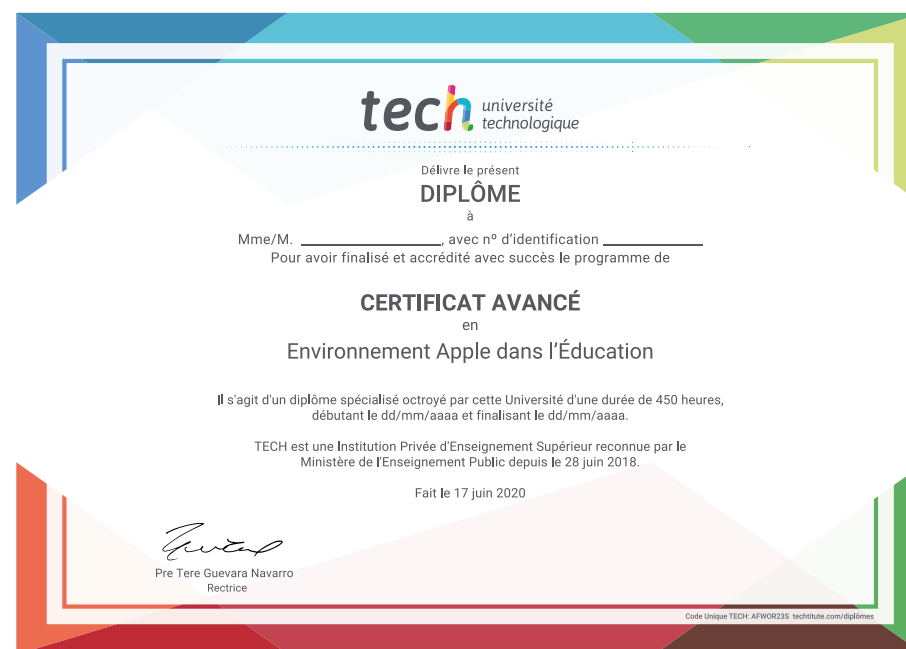 tech université
technologique
Délivre le présent
DIPLÔME
à
Mme/M. ____________________, avec nº d'identification ______________
Pour avoir finalisé et accrédité avec succès le programme de
CERTIFICAT AVANCÉ
en
Environnement Apple dans l'Éducation
Il s'agit d'un diplôme spécialisé octroyé par cette Université d'une durée de 450 heures,
débutant le dd/mm/aaaa et finalisant le dd/mm/aaaa.
TECH est une Institution Privée d'Enseignement Supérieur reconnue par le
Ministère de l'Enseignement Public depuis le 28 juin 2018.
Fait le 17 juin 2020
Pre Tere Guevara Navarro
Rectrice
Code Unique TECH: AFWOR23S techtitute.com/diplômes